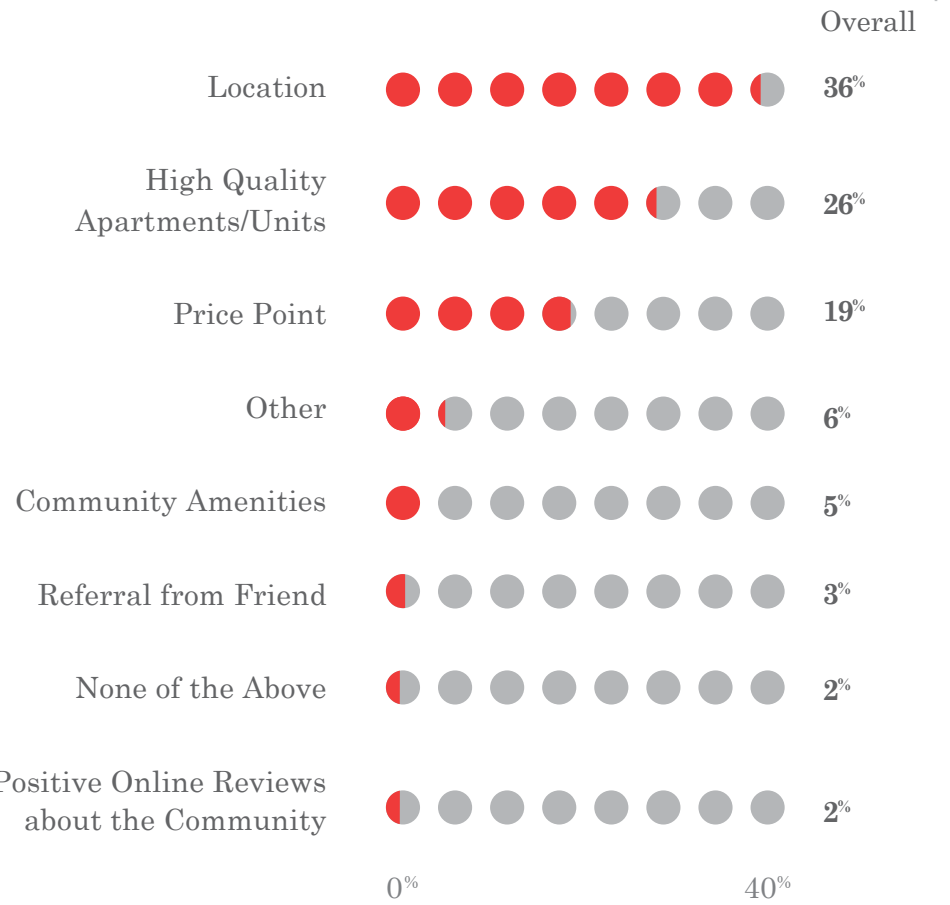 Overall
Location 36%
High Quality
Apartments/Units 26%
Price Point 19%
Other 6%
Community Amenities 5%
Referral from Friend 3%
None of the Above 2%
Positive Online Reviews
about the Community 2%
0% 40%